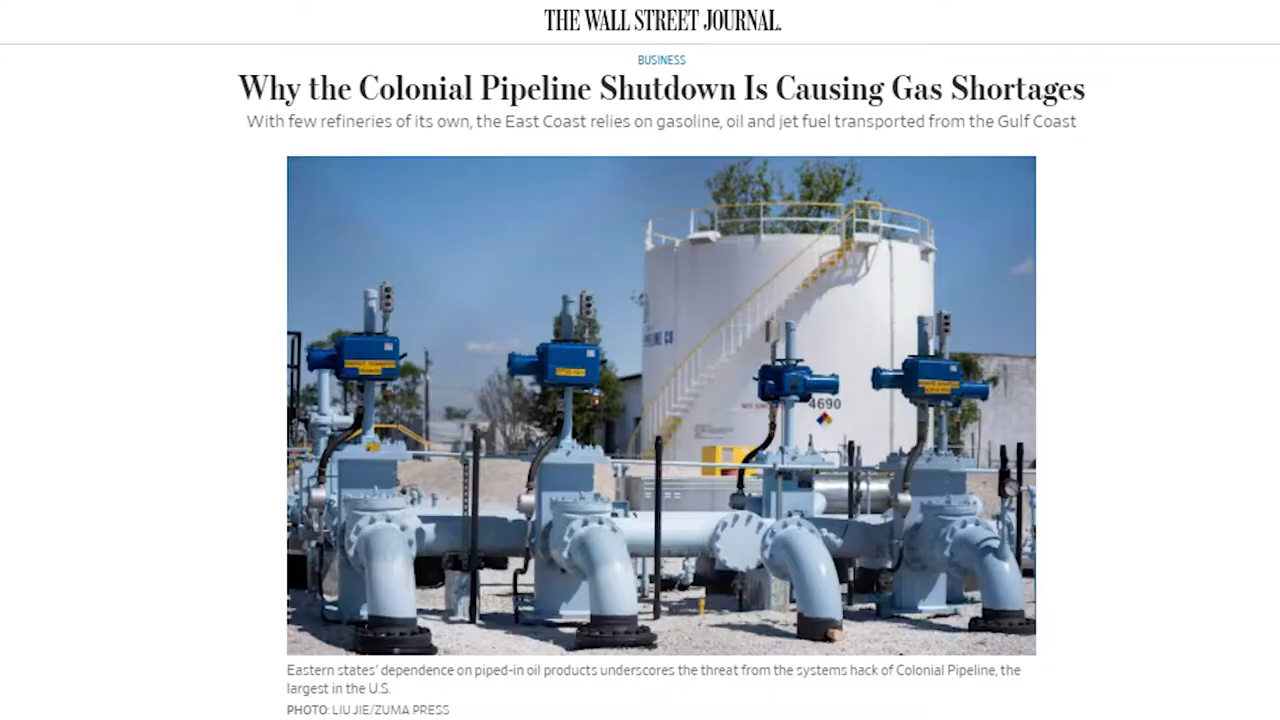 THE WALL STREET JOURNAL.
BUSINESS
Why the Colonial Pipeline Shutdown Is Causing Gas Shortages
With few refineries of its own, the East Coast relies on gasoline, oil and jet fuel transported from the Gulf Coast
4690
Eastern states' dependence on piped-in oil products underscores the threat from the systems hack of Colonial Pipeline, the
largest in the U.S.
PHOTO: LIU JIE/ZUMA PRESS